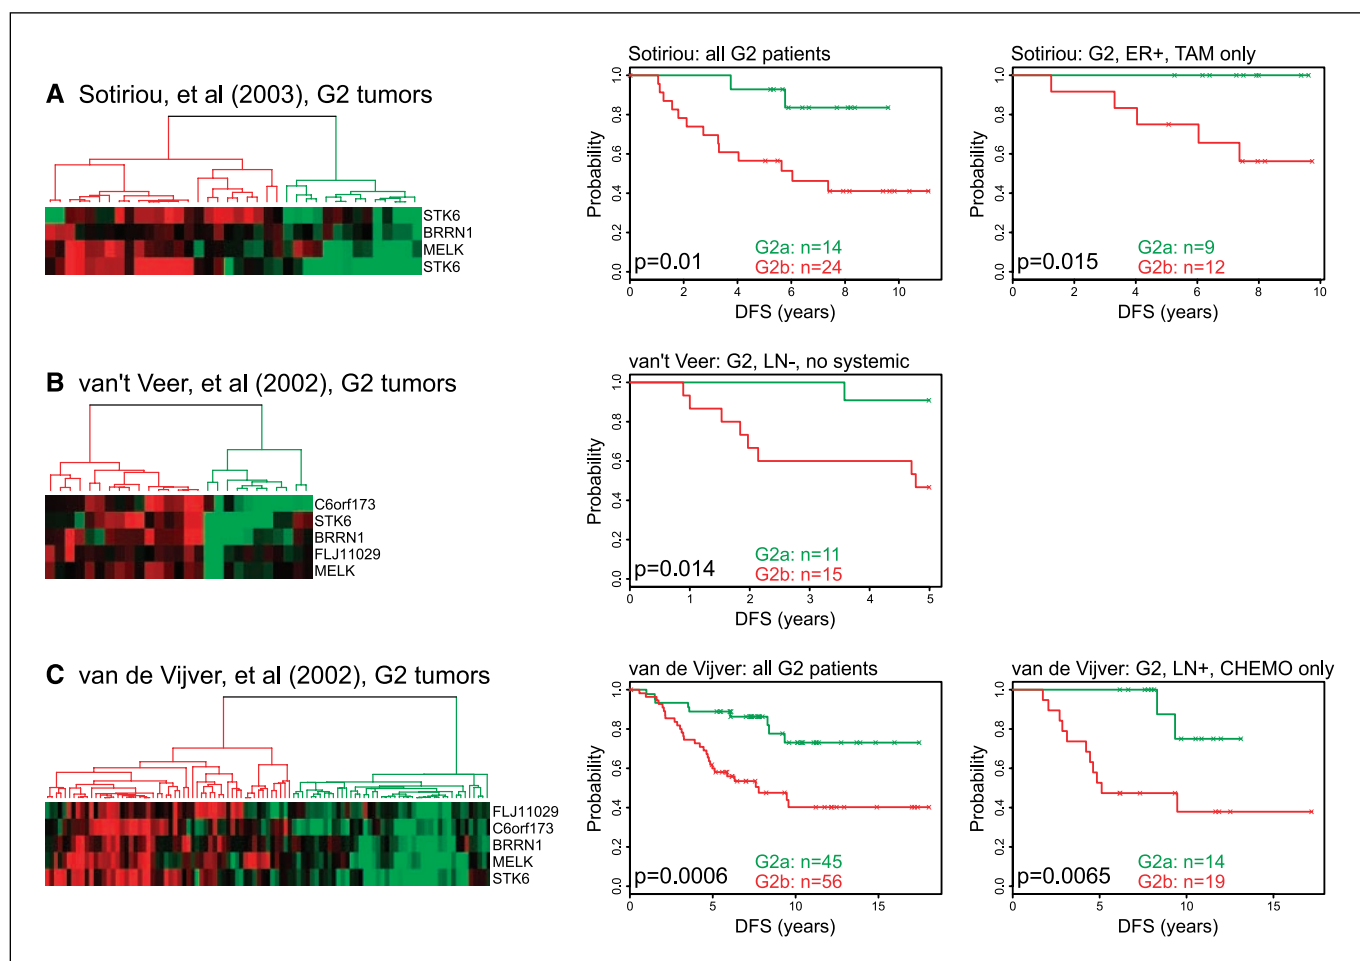 A Sotiriou, et al (2003), G2 tumors
STK6
BRRN1
MELK
STK6
Sotiriou: all G2 patients
Probability
1.0
0.8
0.6
0.4
0.2
0.0
p=0.01
G2a: n=14
G2b: n=24
0 2 4 6 8 10
DFS (years)
Sotiriou: G2, ER+, TAM only
Probability
1.0
0.8
0.6
0.4
0.2
0.0
p=0.015
G2a: n=9
G2b: n=12
0 2 4 6 8 10
DFS (years)
B van't Veer, et al (2002), G2 tumors
C6orf173
STK6
BRRN1
FLJ11029
MELK
van't Veer: G2, LN-, no systemic
Probability
1.0
0.8
0.6
0.4
0.2
0.0
p=0.014
G2a: n=11
G2b: n=15
0 1 2 3 4 5
DFS (years)
C van de Vijver, et al (2002), G2 tumors
FLJ11029
C6orf173
BRRN1
MELK
STK6
van de Vijver: all G2 patients
Probability
1.0
0.8
0.6
0.4
0.2
0.0
p=0.0006
G2a: n=45
G2b: n=56
0 5 10 15
DFS (years)
van de Vijver: G2, LN+, CHEMO only
Probability
1.0
0.8
0.6
0.4
0.2
0.0
p=0.0065
G2a: n=14
G2b: n=19
0 5 10 15
DFS (years)